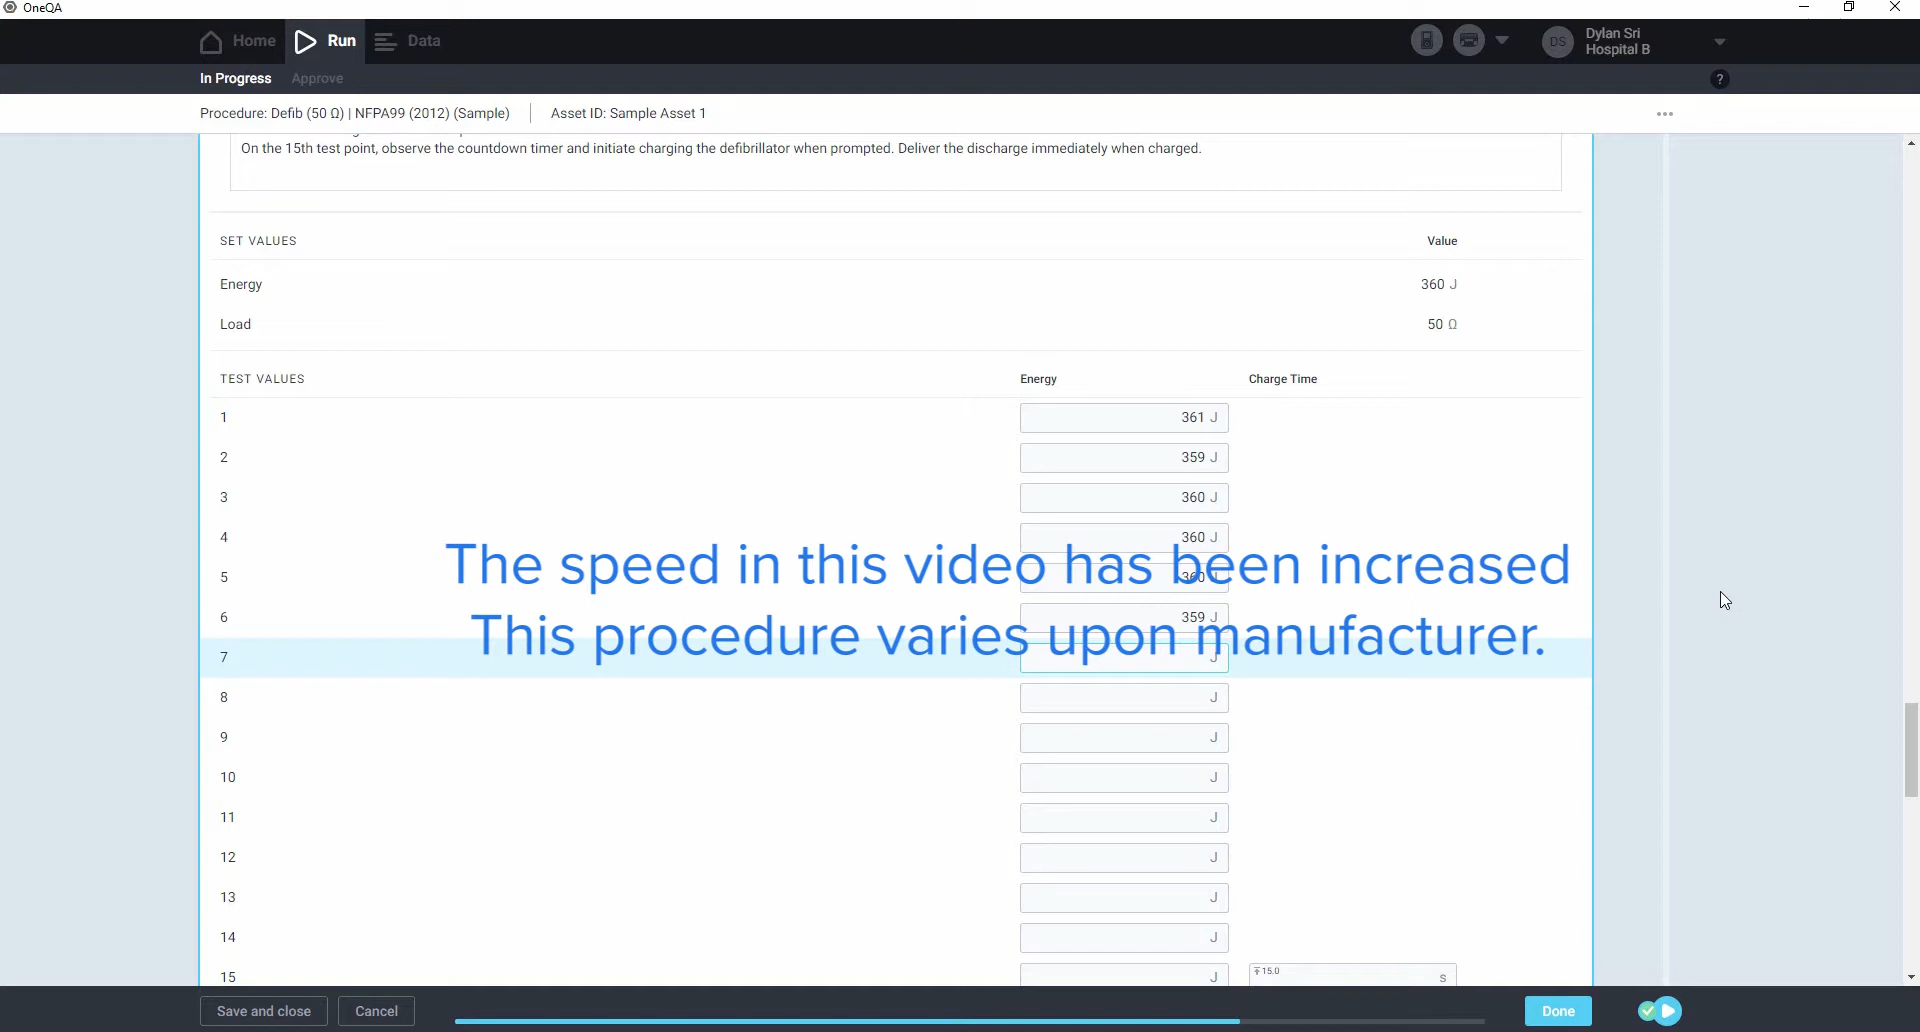 OneQA
Home
Run
Data
DS
Dylan Sri
Hospital B
In Progress
Approve
?
Procedure: Defib (50 Ω) | NFPA99 (2012) (Sample)
Asset ID: Sample Asset 1
On the 15th test point, observe the countdown timer and initiate charging the defibrillator when prompted. Deliver the discharge immediately when charged.
SET VALUES
Value
Energy
360 J
Load
50 Ω
TEST VALUES
Energy
Charge Time
1
361 J
2
359 J
3
360 J
4
360 J
The speed in this video has been increased
5
360 J
6
359 J
This procedure varies upon manufacturer.
7
J
8
J
9
J
10
J
11
J
12
J
13
J
14
J
15
J
15.0
s
Save and close
Cancel
Done